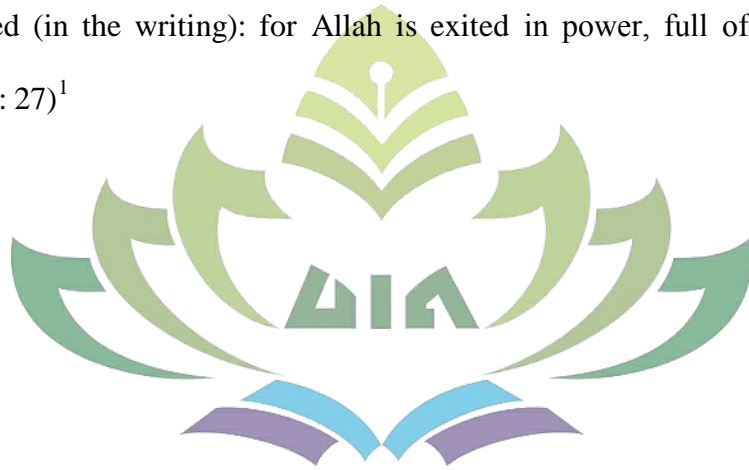 ed (in the writing): for Allah is exited in power, full of
: 27)1
UIN